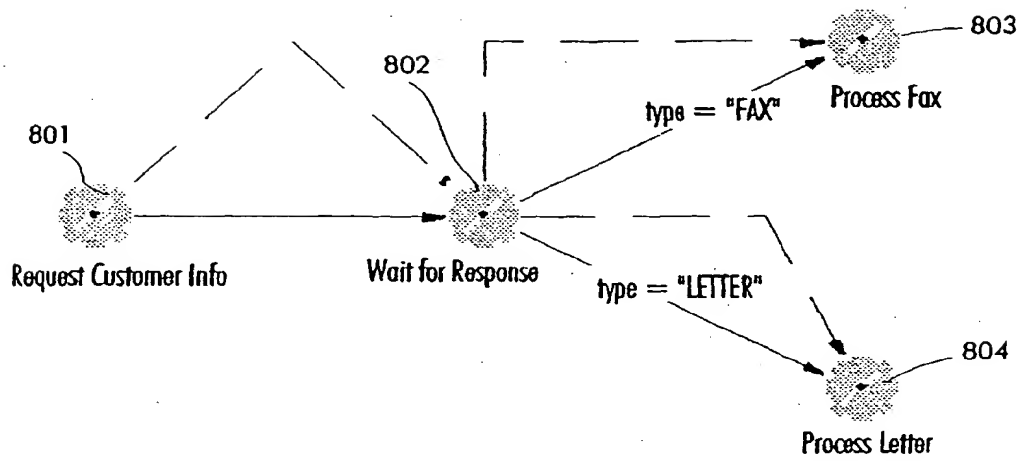 803
802
Process Fax
type = "FAX"
801
Request Customer Info
Wait for Response
type = "LETTER"
804
Process Letter